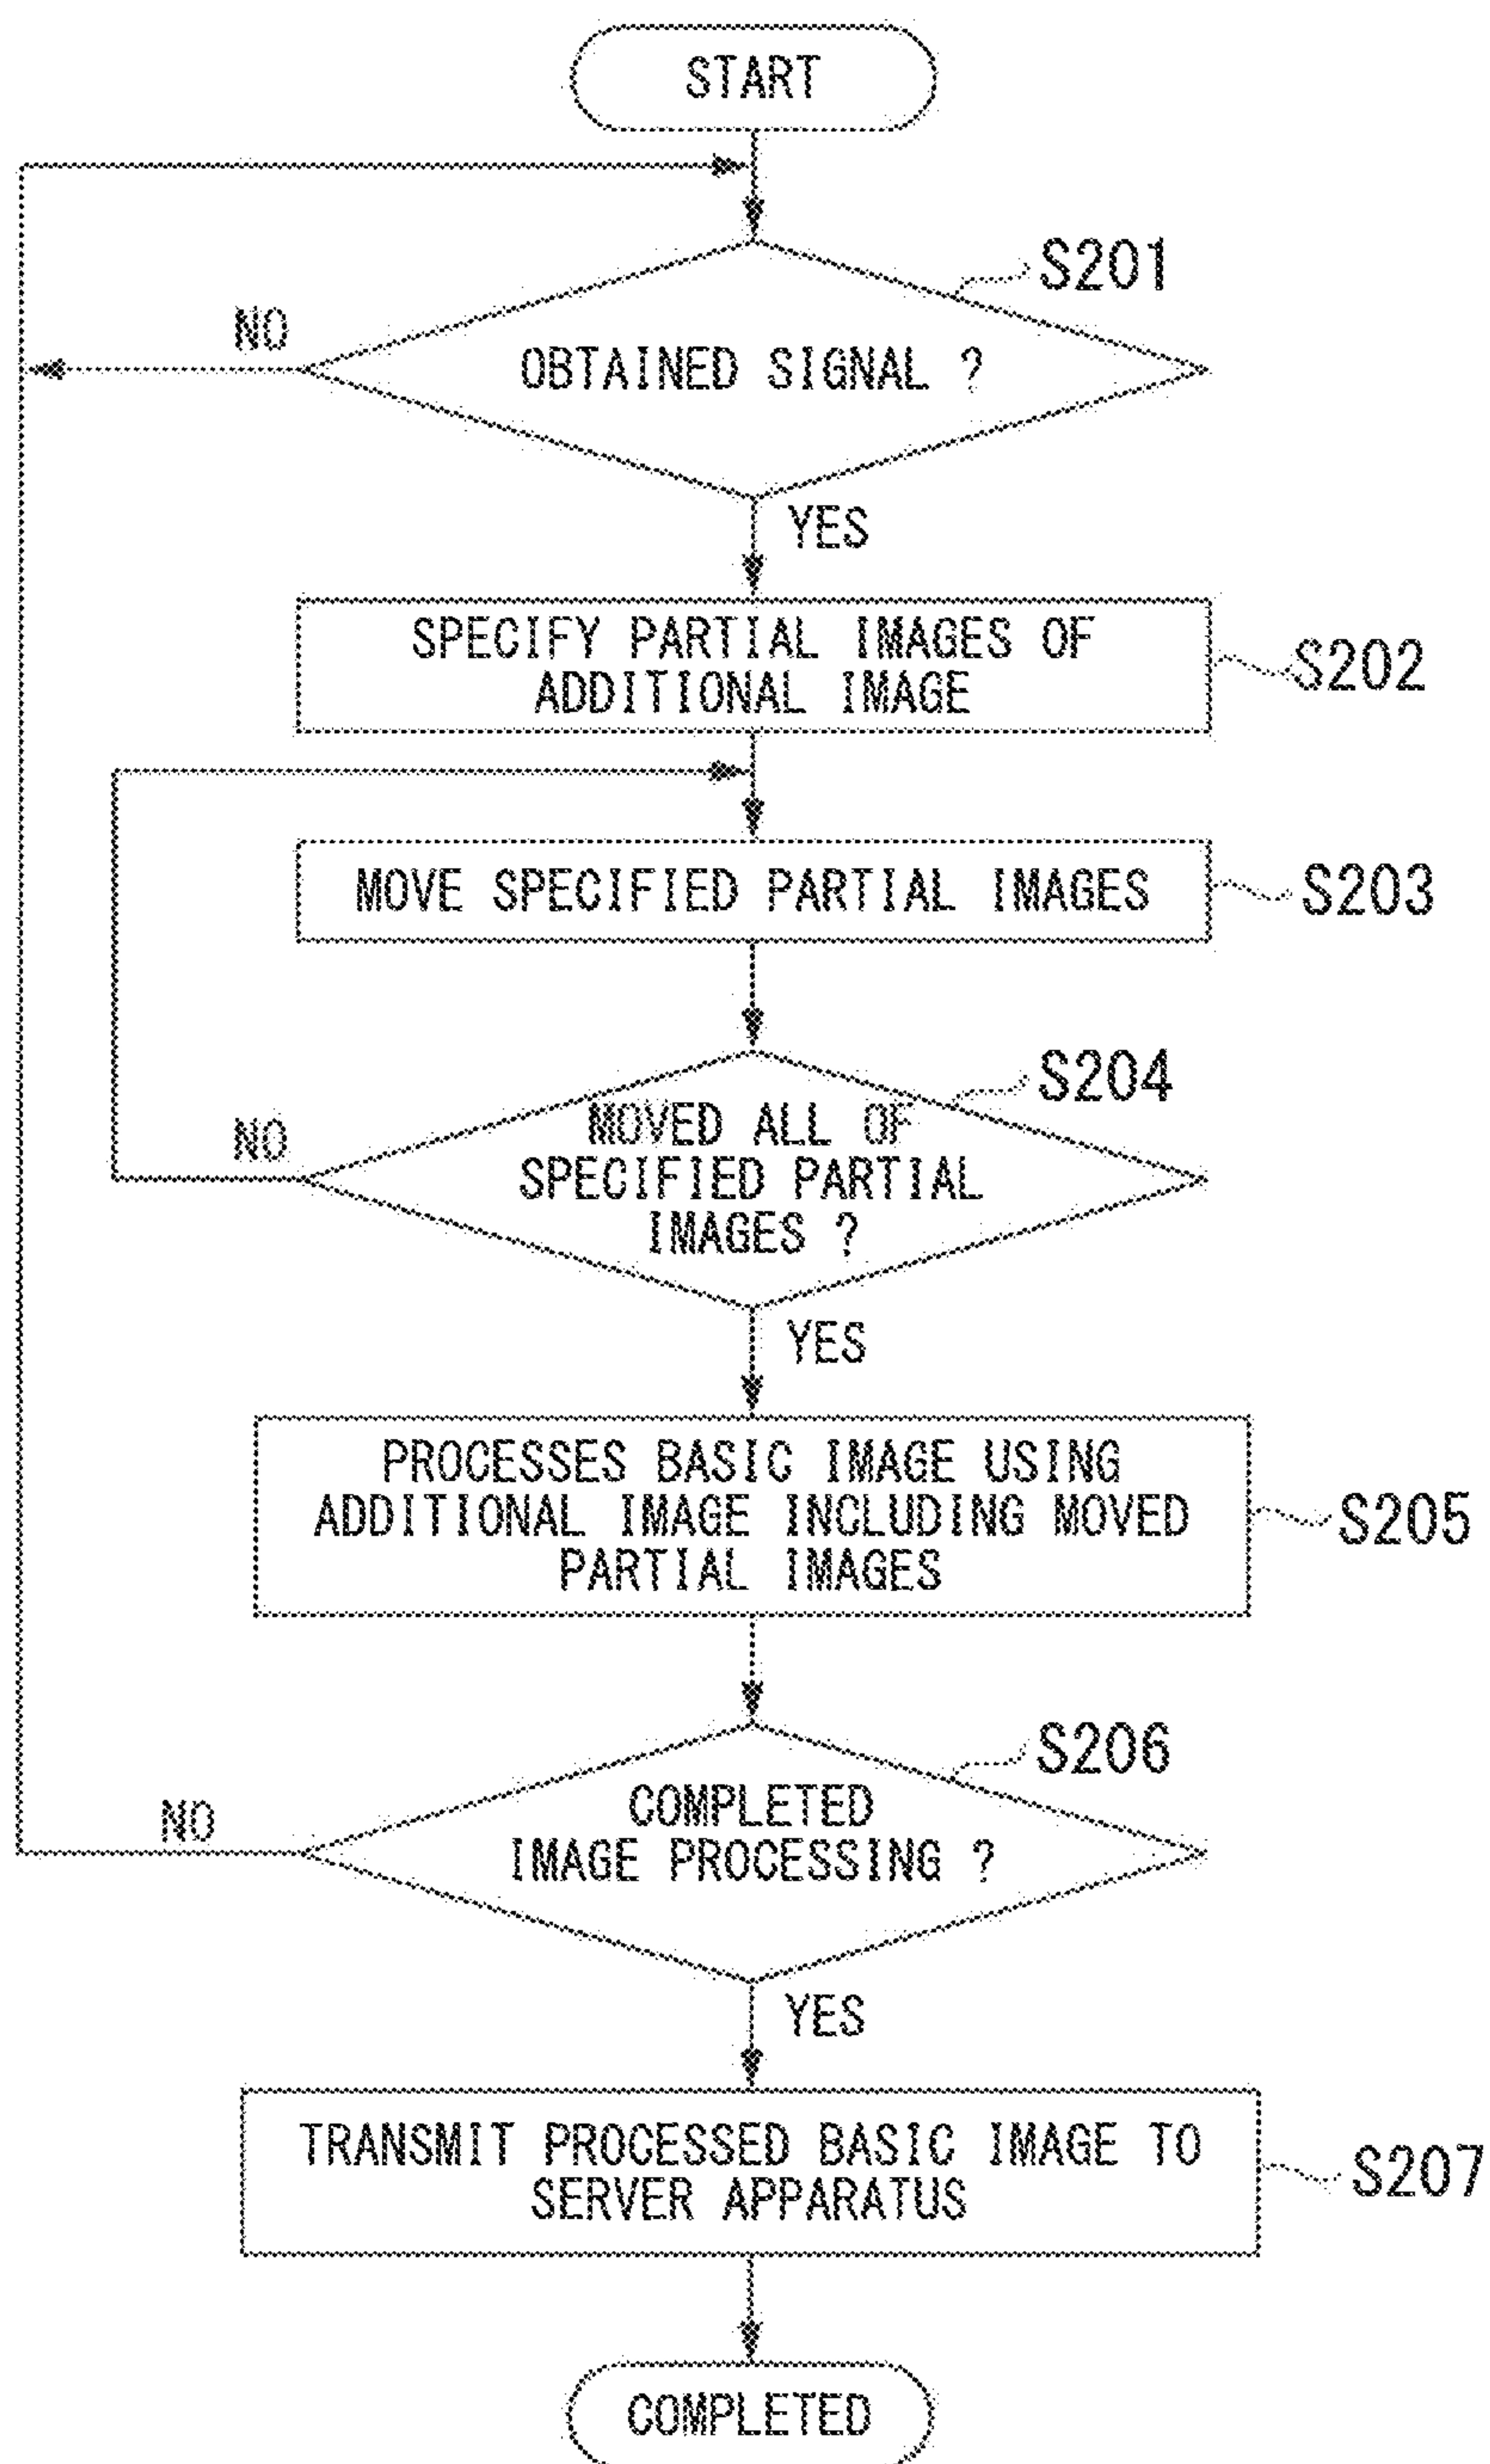 START
S201
NO
OBTAINED SIGNAL ?
YES
SPECIFY PARTIAL IMAGES OF
ADDITIONAL IMAGE
S202
MOVE SPECIFIED PARTIAL IMAGES
S203
S204
NO
MOVED ALL OF
SPECIFIED PARTIAL
IMAGES ?
YES
PROCESSES BASIC IMAGE USING
ADDITIONAL IMAGE INCLUDING MOVED
PARTIAL IMAGES
S205
S206
NO
COMPLETED
IMAGE PROCESSING ?
YES
TRANSMIT PROCESSED BASIC IMAGE TO
SERVER APPARATUS
S207
COMPLETED